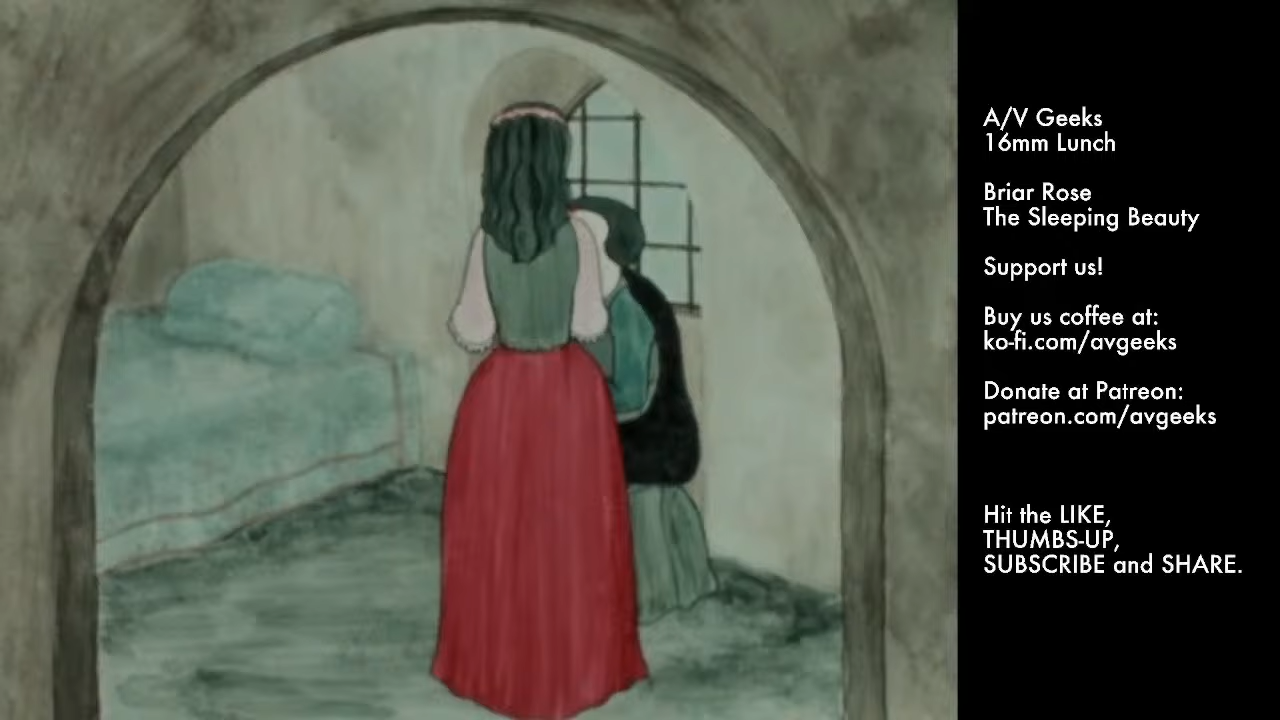 A/V Geeks
16mm Lunch
Briar Rose
The Sleeping Beauty
Support us!
Buy us coffee at:
ko-fi.com/avgeeks
Donate at Patreon:
patreon.com/avgeeks
Hit the LIKE,
THUMBS-UP,
SUBSCRIBE and SHARE.